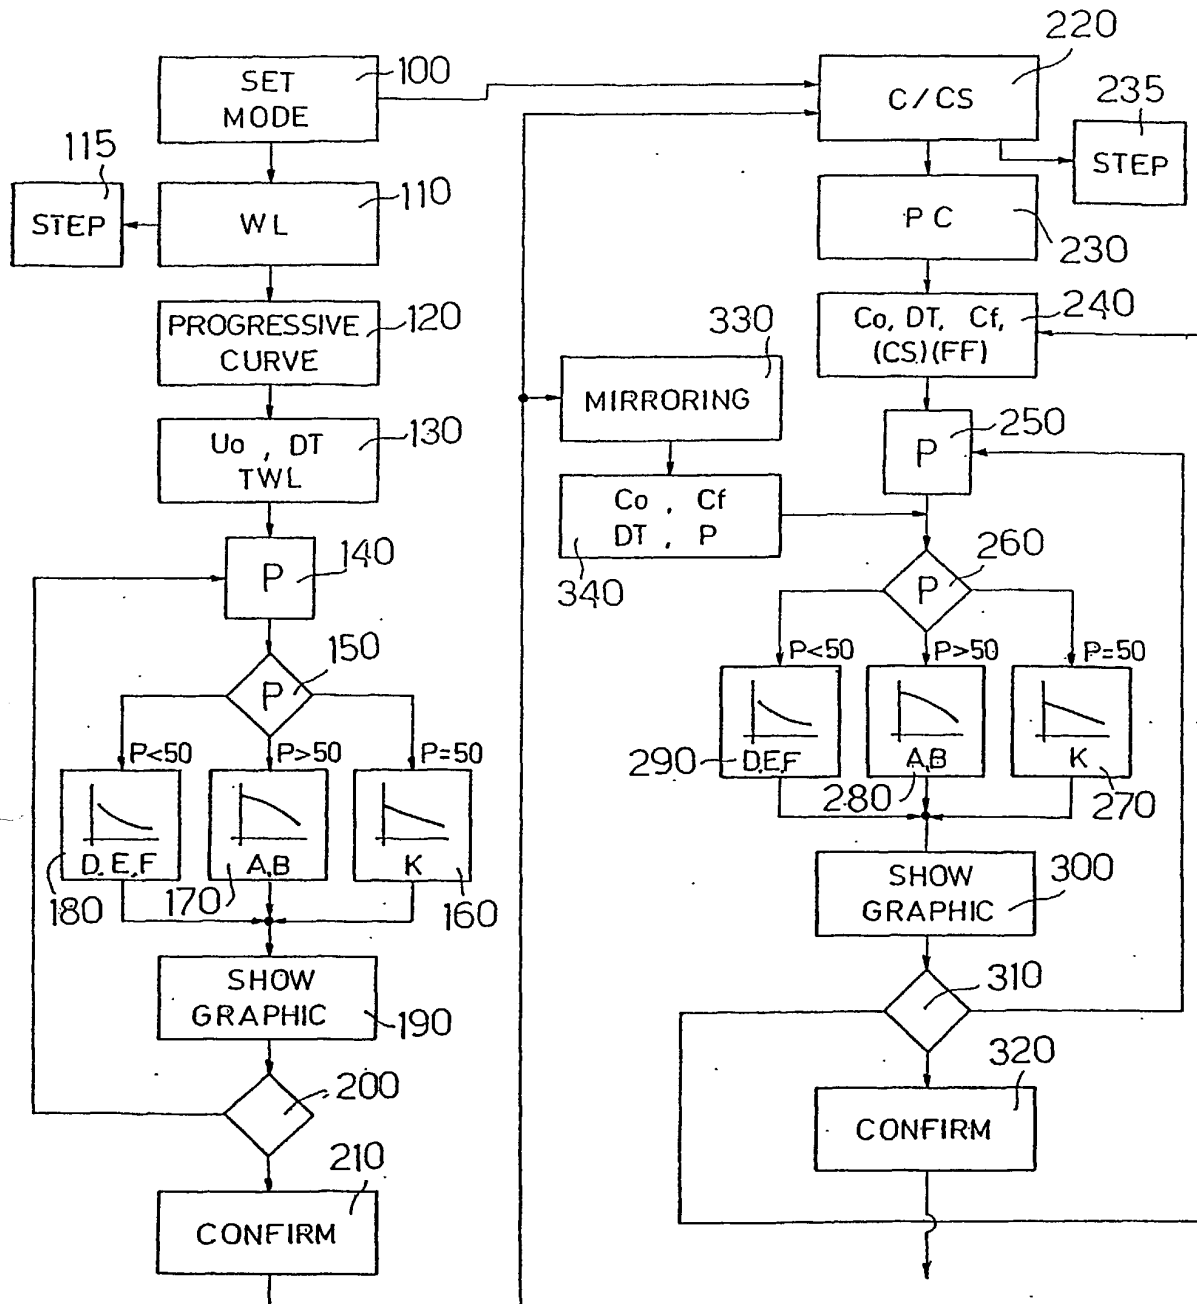 SET
MODE
100
115
STEP
WL
110
PROGRESSIVE
CURVE
120
Uo , DT
TWL
130
P
140
P
150
P<50
P>50
P=50
D.E.F
A,B
K
180
170
160
SHOW
GRAPHIC
190
200
210
CONFIRM
220
C/CS
235
STEP
PC
230
Co, DT, Cf,
(CS)(FF)
240
330
MIRRORING
Co , Cf
DT , P
340
P
250
P
260
P<50
P>50
P=50
D.E.F
A,B
K
290
280
270
SHOW
GRAPHIC
300
310
320
CONFIRM